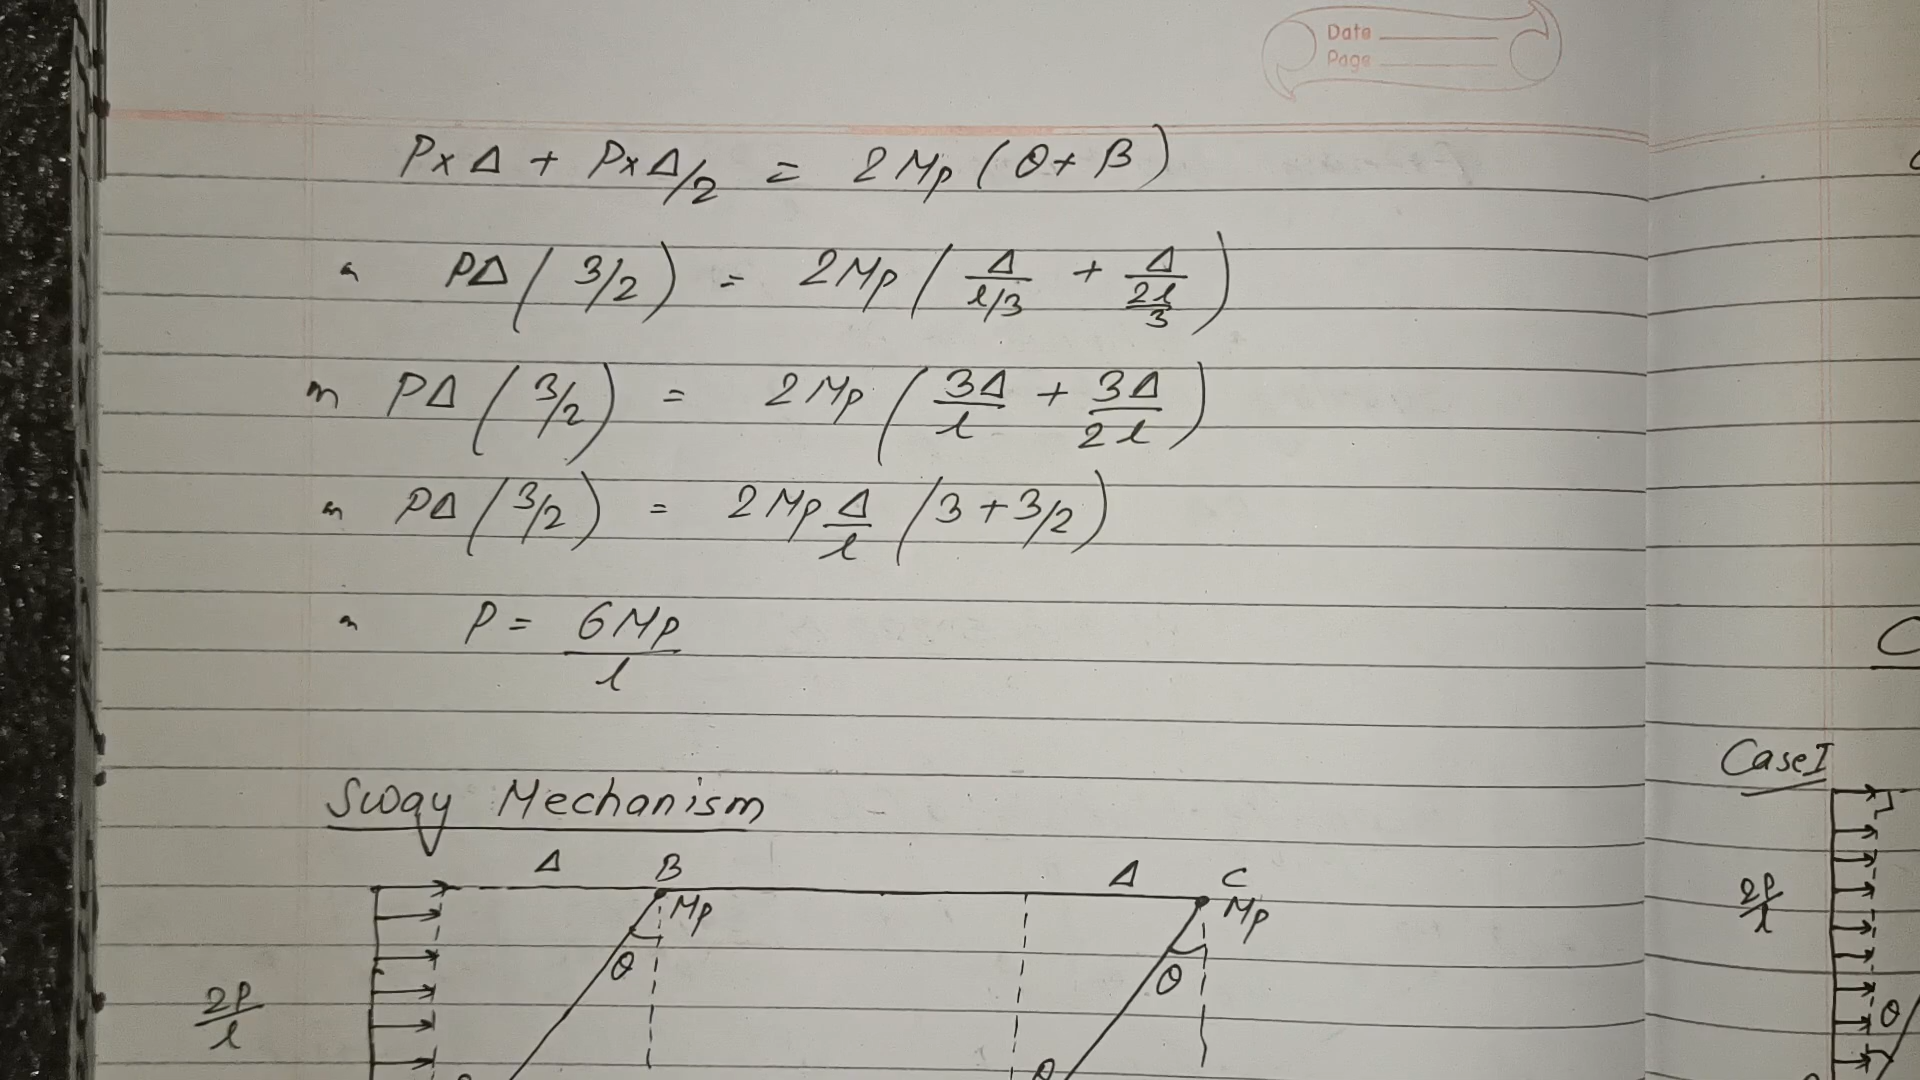 Date
Page
P×Δ + P×Δ/2 = 2Mp (θ + β)
PΔ (3/2) = 2Mp (Δ/(l/3) + Δ/(2l/3))
PΔ (3/2) = 2Mp (3Δ/l + 3Δ/2l)
PΔ (3/2) = 2Mp Δ/l (3 + 3/2)
P = 6Mp/l
Sway Mechanism
Δ B Δ C
Mp Mp
θ θ
2P/l
Case I
2P/l
θ